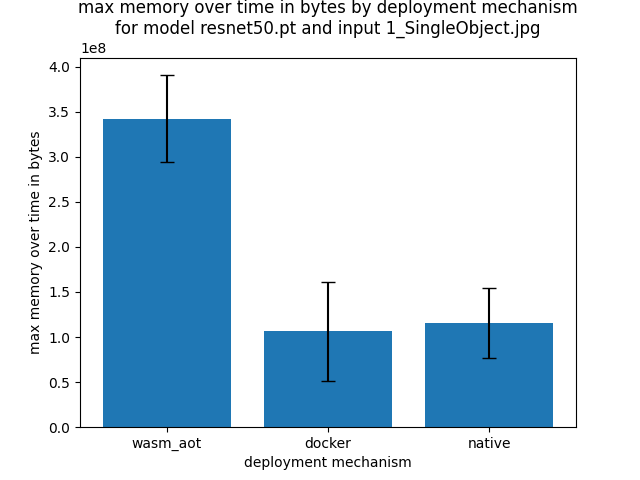 max memory over time in bytes by deployment mechanism
for model resnet50.pt and input 1_SingleObject.jpg
1e8
4.0
3.5
3.0
2.5
2.0
1.5
1.0
0.5
0.0
max memory over time in bytes
wasm_aot docker native
deployment mechanism